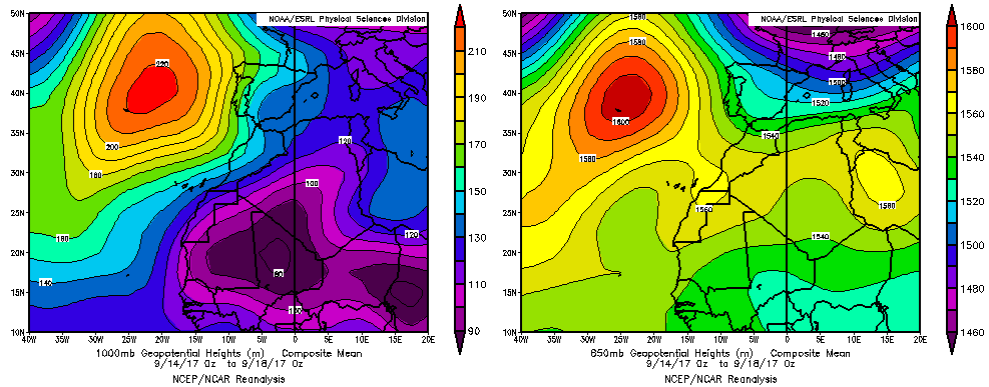 NOAA/ESRL Physical Sciences Division
50N
45N
40N
35N
30N
25N
20N
15N
10N
40W 35W 30W 25W 20W 15W 10W 5W 0 5E 10E 15E 20E
220
200
180
180
140
120
100
80
120
120
210
190
170
150
130
110
90
1000mb Geopotential Heights (m) Composite Mean
9/14/17 0z to 9/18/17 0z
NCEP/NCAR Reanalysis
NOAA/ESRL Physical Sciences Division
50N
45N
40N
35N
30N
25N
20N
15N
10N
40W 35W 30W 25W 20W 15W 10W 5W 0 5E 10E 15E 20E
1580
1580
1460
1480
1500
1520
1600
1540
1580
1560
1560
1540
1600
1580
1560
1540
1520
1500
1480
1460
850mb Geopotential Heights (m) Composite Mean
9/14/17 0z to 9/18/17 0z
NCEP/NCAR Reanalysis